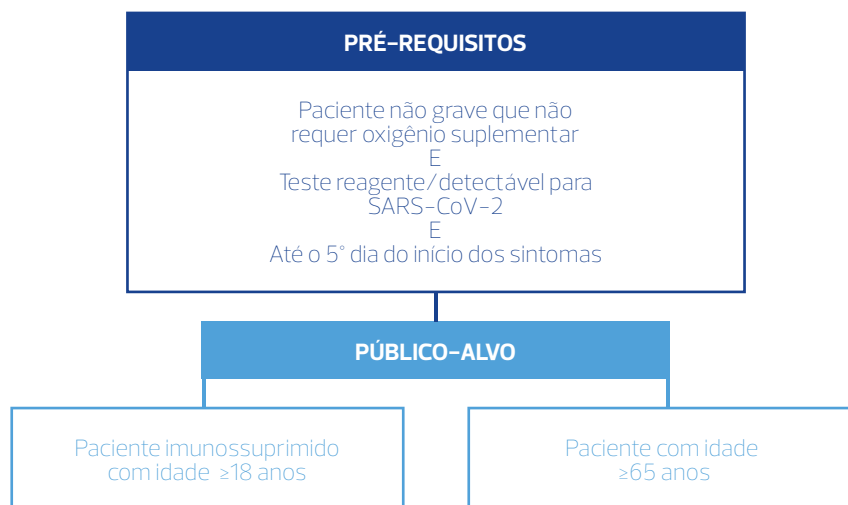 PRÉ-REQUISITOS
Paciente não grave que não
requer oxigênio suplementar
E
Teste reagente/detectável para
SARS-CoV-2
E
Até o 5° dia do início dos sintomas
PÚBLICO-ALVO
Paciente imunossuprimido
com idade ≥18 anos
Paciente com idade
≥65 anos